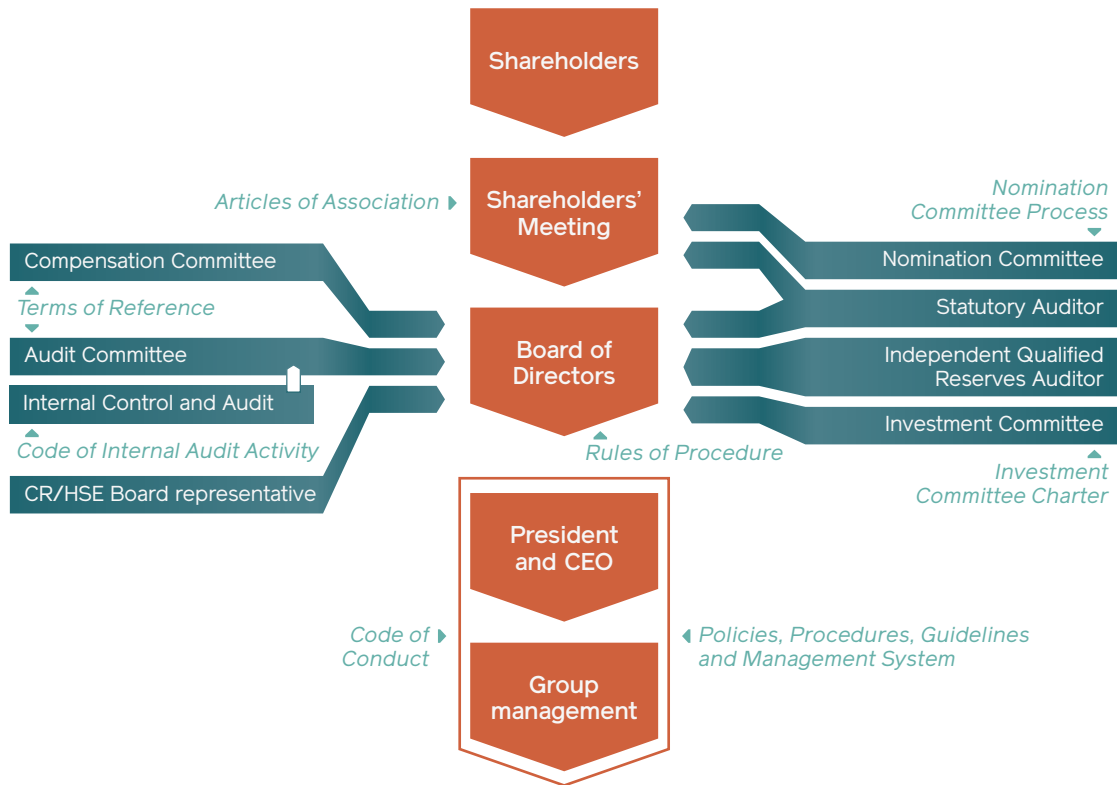 Shareholders
Articles of Association
Shareholders’
Meeting
Nomination
Committee Process
Compensation Committee
Terms of Reference
Audit Committee
Internal Control and Audit
Code of Internal Audit Activity
CR/HSE Board representative
Board of
Directors
Rules of Procedure
Nomination Committee
Statutory Auditor
Independent Qualified
Reserves Auditor
Investment Committee
Investment
Committee Charter
President
and CEO
Code of
Conduct
Policies, Procedures, Guidelines
and Management System
Group
management